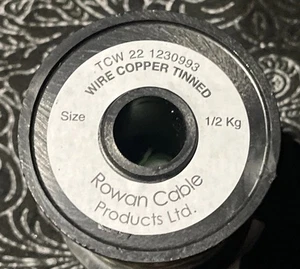 TCW 22 1230993
WIRE COPPER TINNED
Size 1/2 Kg
Rowan Cable
Products Ltd.